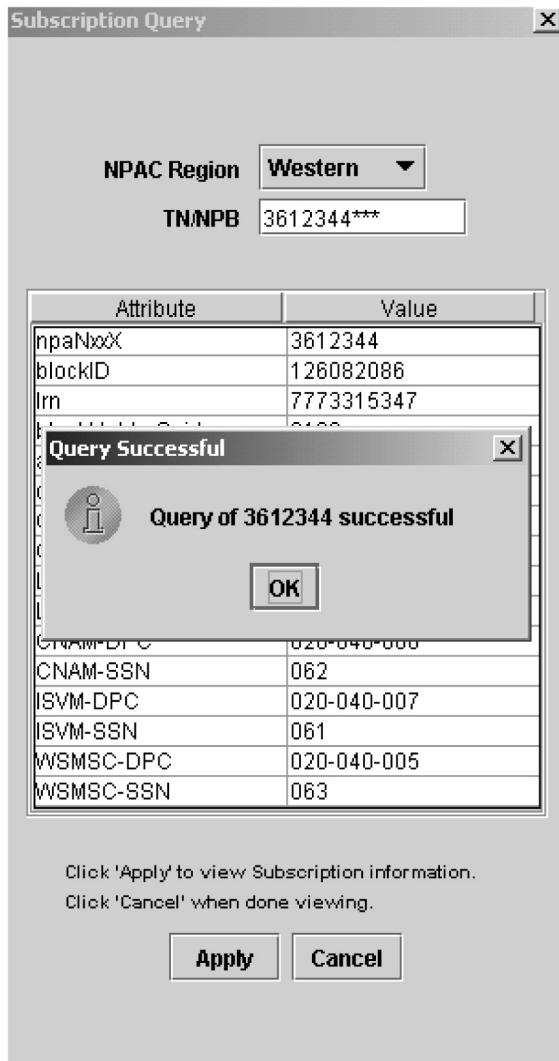 Subscription Query
NPAC Region Western
TN/NPB 3612344***
Attribute Value
npaNxxX 3612344
blockID 126082086
lrn 7773315347
Query Successful
Query of 3612344 successful
OK
CNAM-SSN 062
ISVM-DPC 020-040-007
ISVM-SSN 061
WSMSC-DPC 020-040-005
WSMSC-SSN 063
Click 'Apply' to view Subscription information.
Click 'Cancel' when done viewing.
Apply Cancel